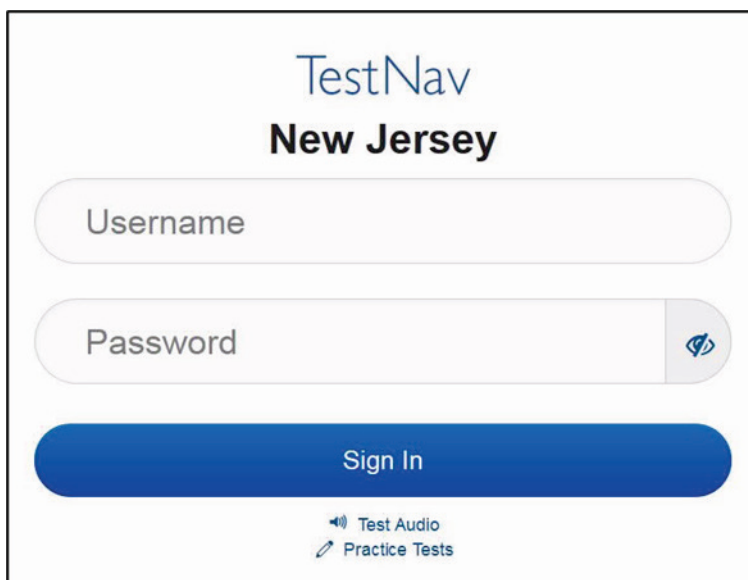 TestNav
New Jersey
Username
Password
Sign In
Test Audio
Practice Tests